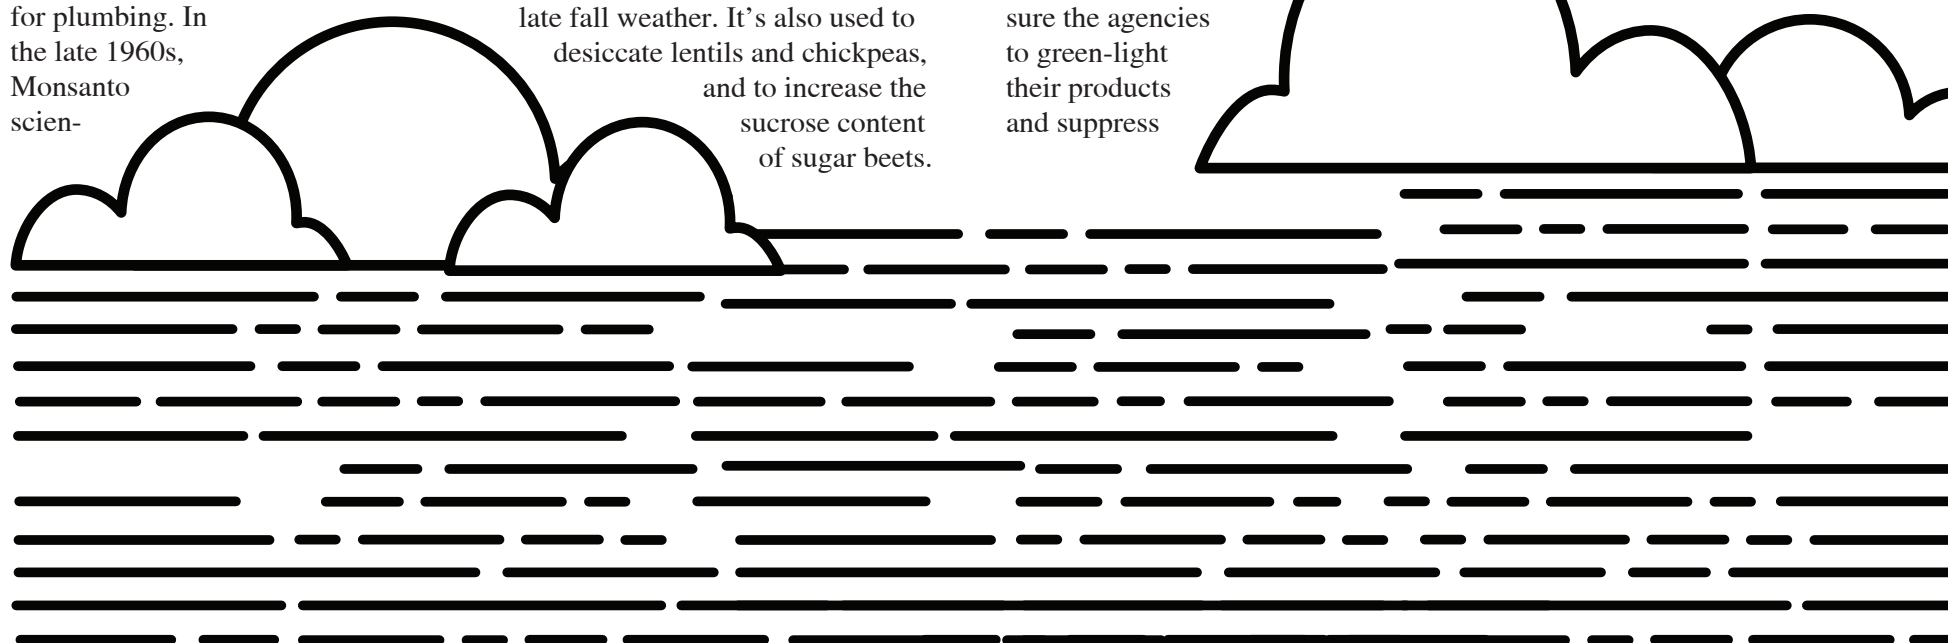 for plumbing. In
the late 1960s,
Monsanto
scien-
late fall weather. It’s also used to
desiccate lentils and chickpeas,
and to increase the
sucrose content
of sugar beets.
sure the agencies
to green-light
their products
and suppress